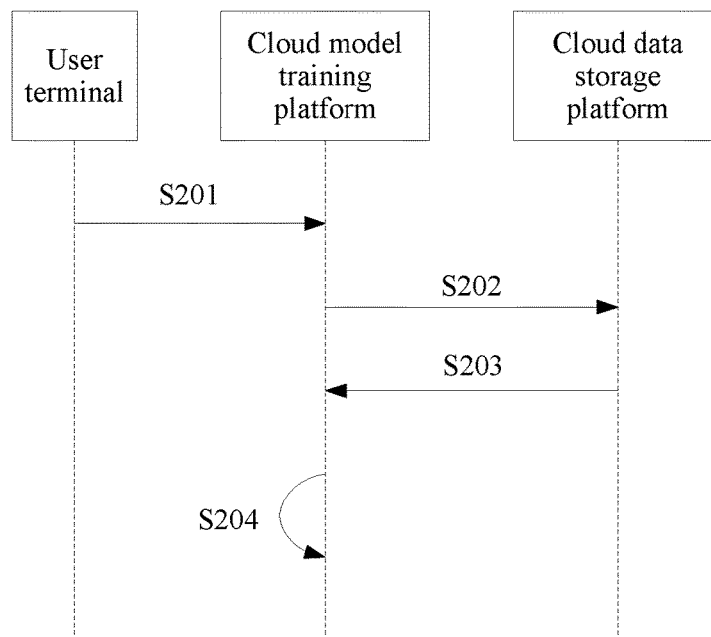 User
terminal
Cloud model
training
platform
Cloud data
storage
platform
S201
S202
S203
S204